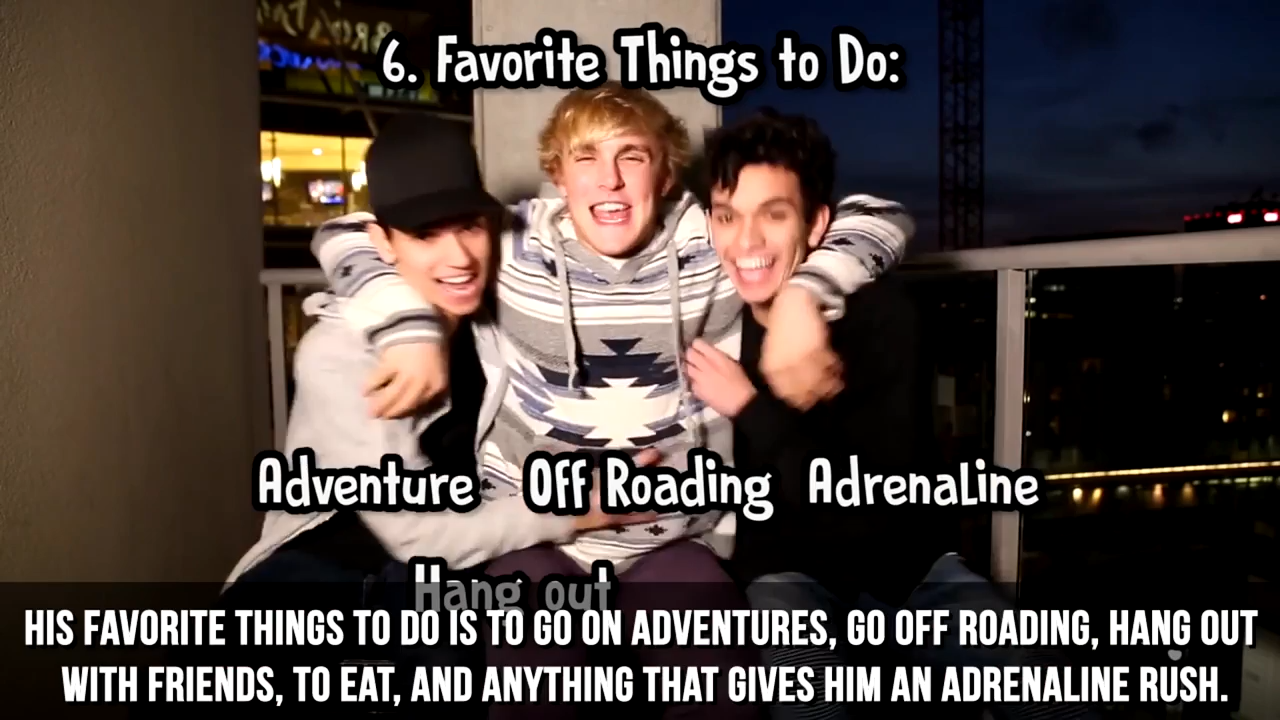 6. Favorite Things to Do:
Adventure Off Roading Adrenaline
Hang out
HIS FAVORITE THINGS TO DO IS TO GO ON ADVENTURES, GO OFF ROADING, HANG OUT
WITH FRIENDS, TO EAT, AND ANYTHING THAT GIVES HIM AN ADRENALINE RUSH.